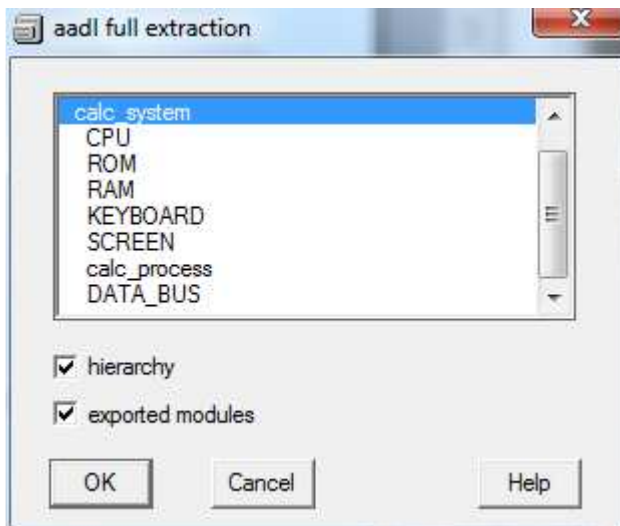 aadl full extraction
calc_system
CPU
ROM
RAM
KEYBOARD
SCREEN
calc_process
DATA_BUS
hierarchy
exported modules
OK Cancel Help